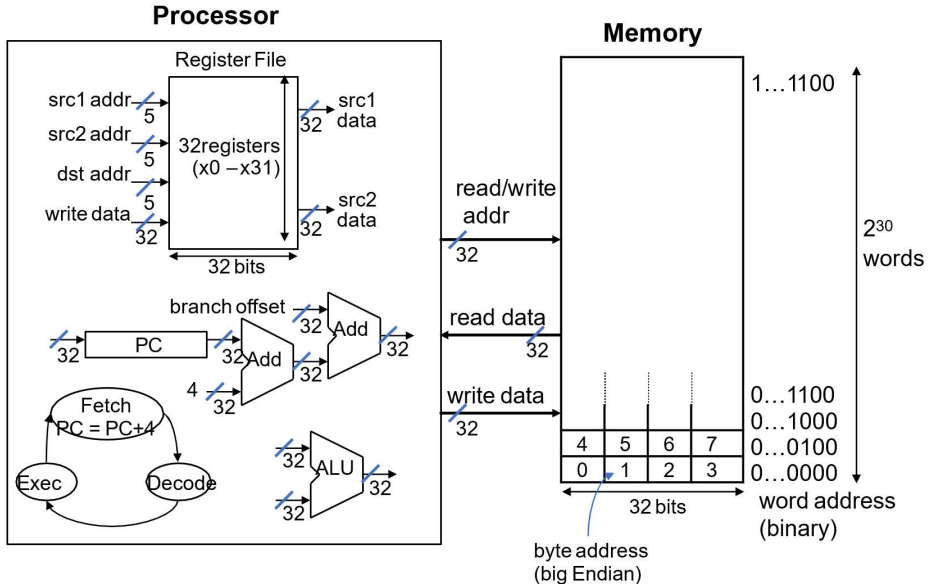 Processor
Register File
src1 addr
5
src2 addr
5
dst addr
5
write data
32
32registers
(x0 –x31)
32 bits
src1
data
32
src2
data
32
branch offset
32
Add
32
32
PC
32
Add
32
4
32
Fetch
PC = PC+4
Exec
Decode
32
ALU
32
32
read/write
addr
32
read data
32
write data
32
Memory
1…1100
2³⁰
words
0…1100
0…1000
4 5 6 7 0…0100
0 1 2 3 0…0000
32 bits
word address
(binary)
byte address
(big Endian)